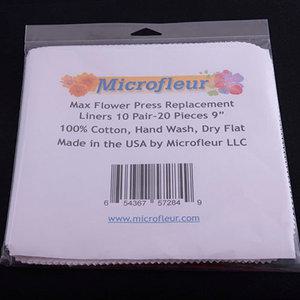 Microfleur
Max Flower Press Replacement
Liners 10 Pair-20 Pieces 9"
100% Cotton, Hand Wash, Dry Flat
Made in the USA by Microfleur LLC
6 54367 57284 9
www.microfleur.com